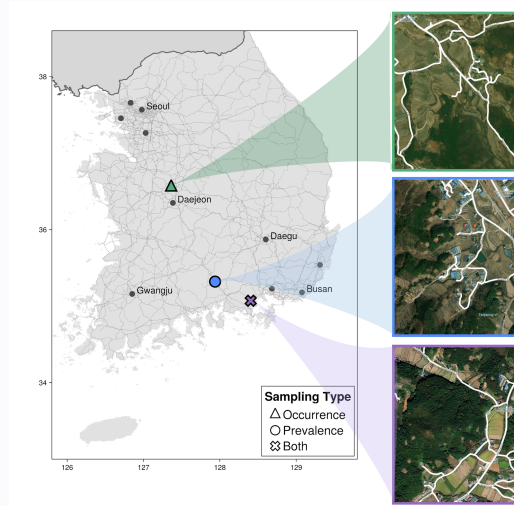 38
Seoul
Daejeon
36
Daegu
Gwangju
Busan
34
Sampling Type
Occurrence
Prevalence
Both
126
127
128
129